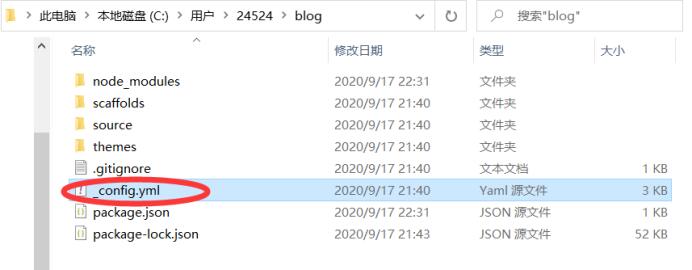 此电脑 > 本地磁盘 (C:) > 用户 > 24524 > blog 搜索"blog"
名称 修改日期 类型 大小
node_modules 2020/9/17 22:31 文件夹
scaffolds 2020/9/17 21:40 文件夹
source 2020/9/17 21:40 文件夹
themes 2020/9/17 21:40 文件夹
.gitignore 2020/9/17 21:40 文本文档 1 KB
_config.yml 2020/9/17 21:40 Yaml 源文件 3 KB
package.json 2020/9/17 22:31 JSON 源文件 1 KB
package-lock.json 2020/9/17 21:43 JSON 源文件 52 KB